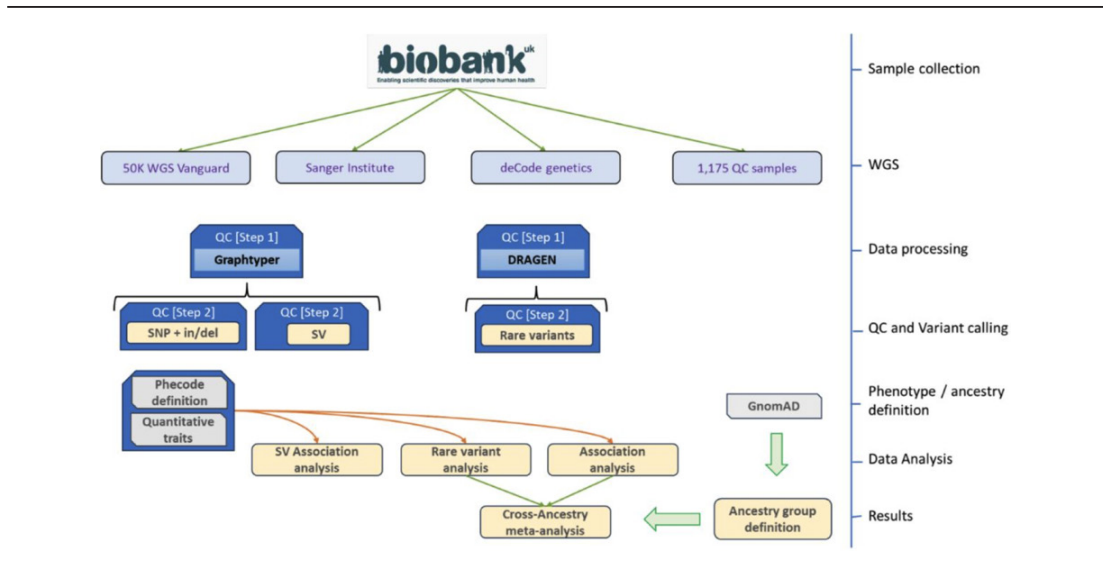 biobank uk
Enabling scientific discoveries that improve human health
Sample collection
50K WGS Vanguard
Sanger Institute
deCode genetics
1,175 QC samples
WGS
QC [Step 1]
Graphtyper
QC [Step 1]
DRAGEN
Data processing
QC [Step 2]
SNP + in/del
QC [Step 2]
SV
QC [Step 2]
Rare variants
QC and Variant calling
Phecode
definition
Quantitative
traits
GnomAD
Phenotype / ancestry
definition
SV Association
analysis
Rare variant
analysis
Association
analysis
Data Analysis
Cross-Ancestry
meta-analysis
Ancestry group
definition
Results